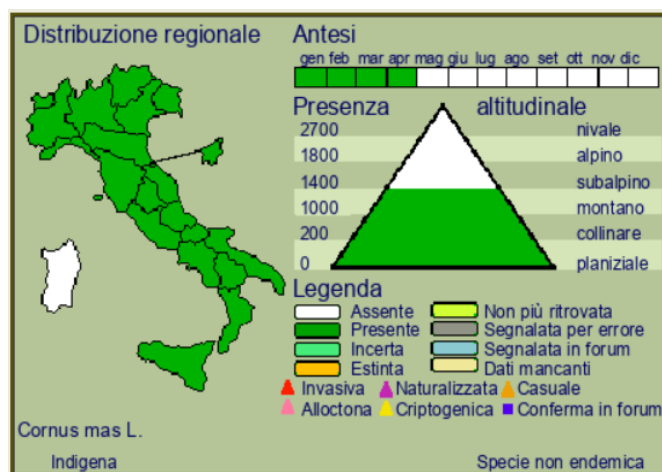 Distribuzione regionale
Antesi
gen feb mar apr mag giu lug ago set ott nov dic
Presenza altitudinale
2700 nivale
1800 alpino
1400 subalpino
1000 montano
200 collinare
0 planiziale
Legenda
Assente Non più ritrovata
Presente Segnalata per errore
Incerta Segnalata in forum
Estinta Dati mancanti
Invasiva Naturalizzata Casuale
Alloctona Criptogenica Conferma in forum
Cornus mas L.
Indigena Specie non endemica